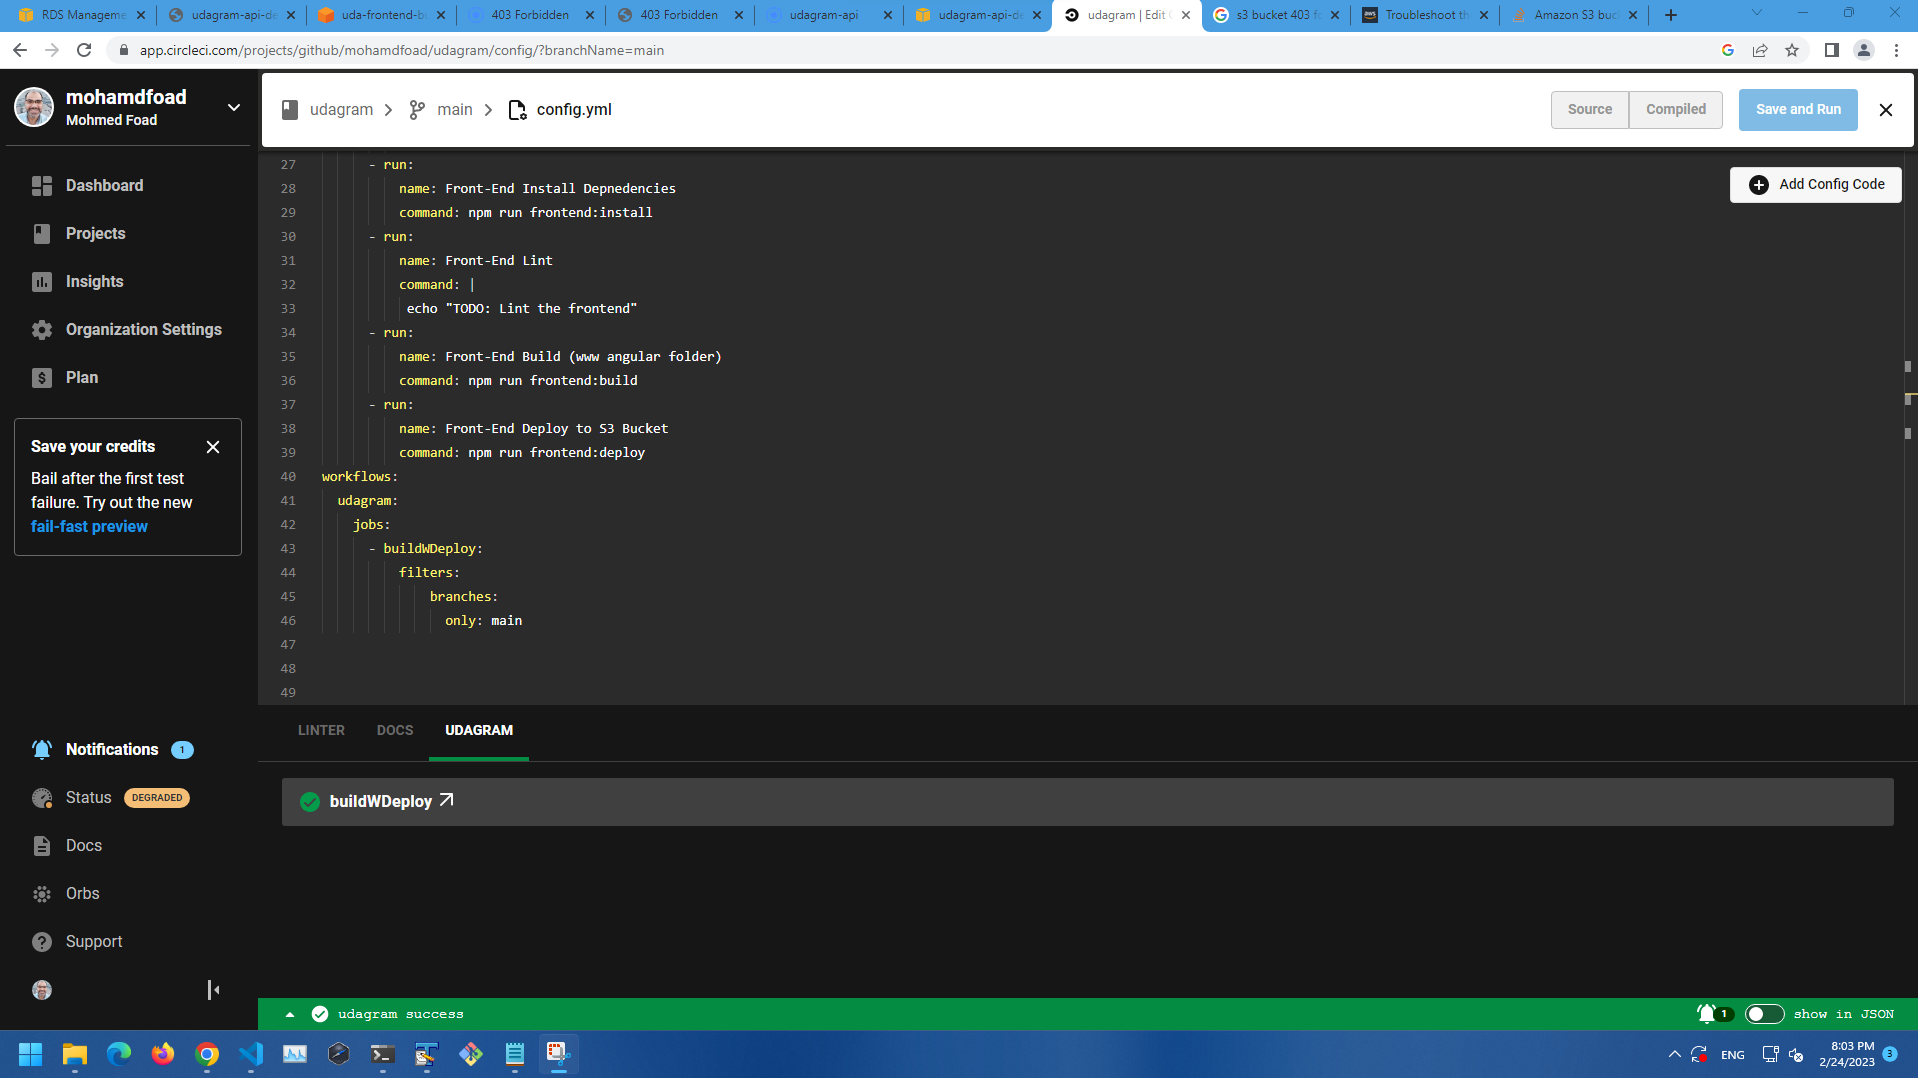 RDS Manageme
udagram-api-de
uda-frontend-b
403 Forbidden
403 Forbidden
udagram-api
udagram-api-de
udagram | Edit C
s3 bucket 403 fo
Troubleshoot th
Amazon S3 buc
app.circleci.com/projects/github/mohamdfoad/udagram/config/?branchName=main
mohamdfoad
Mohmed Foad
Dashboard
Projects
Insights
Organization Settings
Plan
Save your credits
Bail after the first test
failure. Try out the new
fail-fast preview
Notifications 1
Status DEGRADED
Docs
Orbs
Support
udagram main config.yml
Source Compiled Save and Run
Add Config Code
27 - run:
28 name: Front-End Install Depnedencies
29 command: npm run frontend:install
30 - run:
31 name: Front-End Lint
32 command: |
33 echo "TODO: Lint the frontend"
34 - run:
35 name: Front-End Build (www angular folder)
36 command: npm run frontend:build
37 - run:
38 name: Front-End Deploy to S3 Bucket
39 command: npm run frontend:deploy
40 workflows:
41 udagram:
42 jobs:
43 - buildWDeploy:
44 filters:
45 branches:
46 only: main
47
48
49
LINTER DOCS UDAGRAM
buildWDeploy
udagram success
1 show in JSON
ENG
8:03 PM
2/24/2023
3